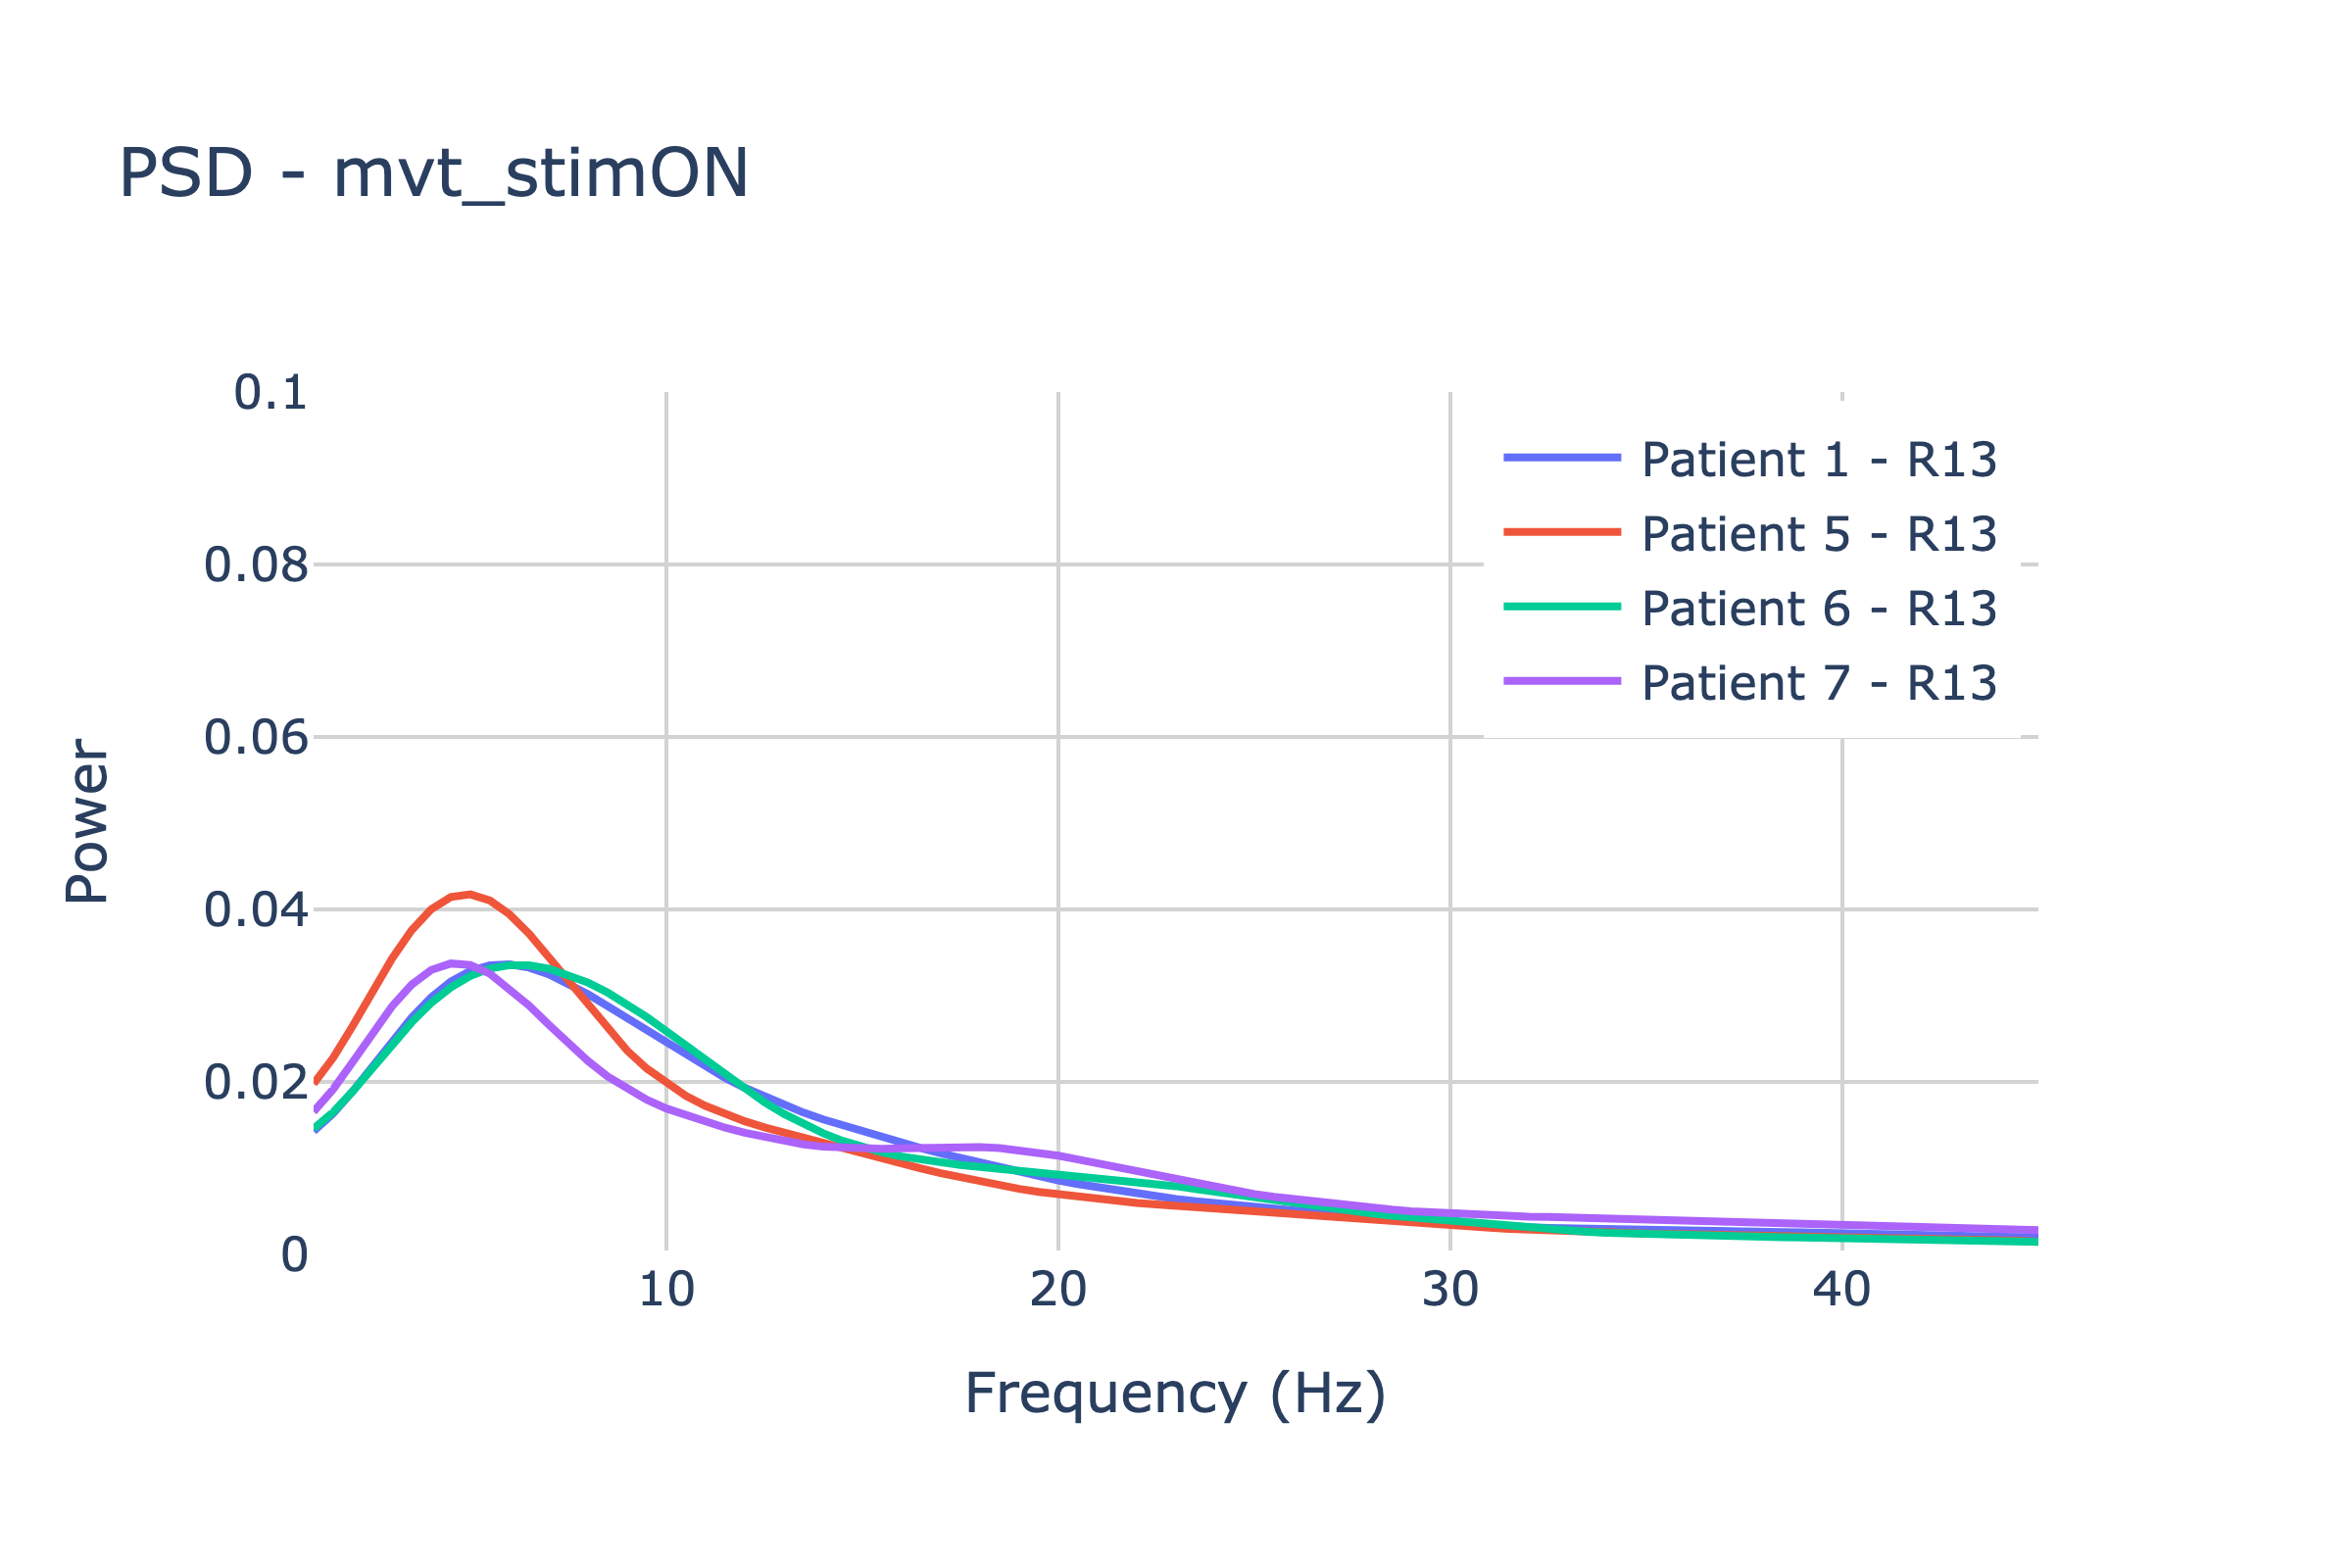 PSD - mvt_stimON
0.1
0.08
0.06
0.04
0.02
0
Power
10
20
30
40
Frequency (Hz)
Patient 1 - R13
Patient 5 - R13
Patient 6 - R13
Patient 7 - R13